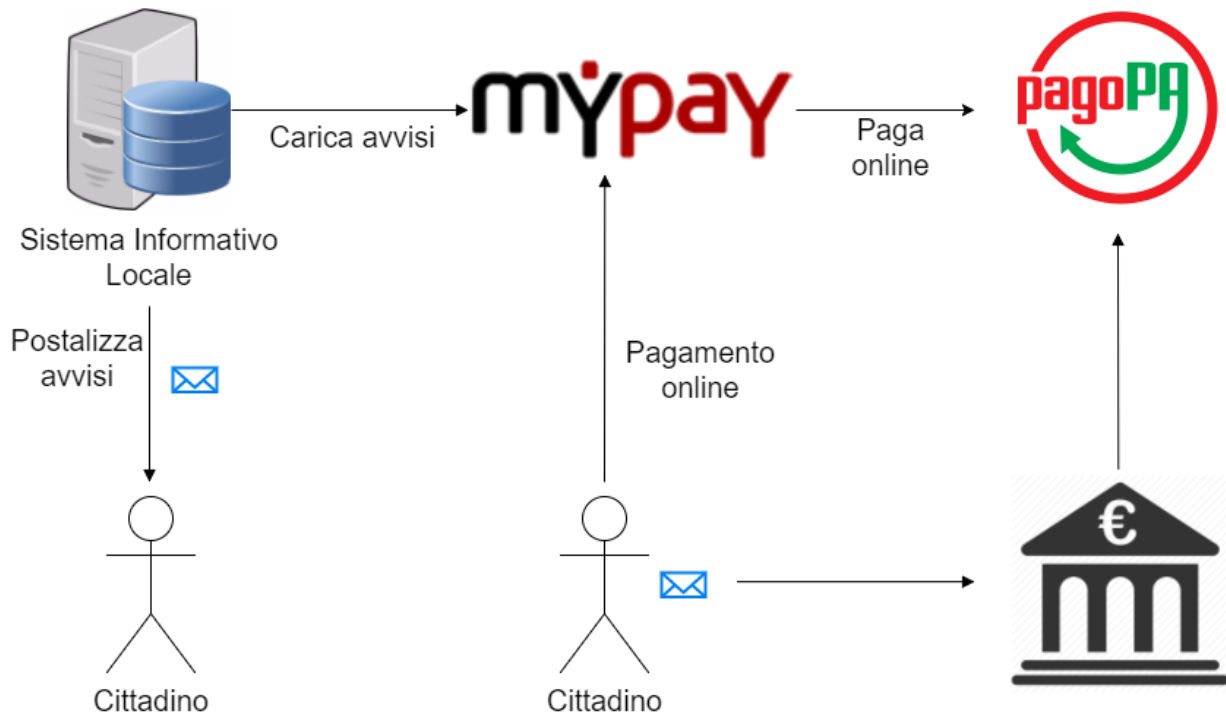 mypay
pagoPA
Carica avvisi
Paga
online
Sistema Informativo
Locale
Postalizza
avvisi
Pagamento
online
€
Cittadino
Cittadino